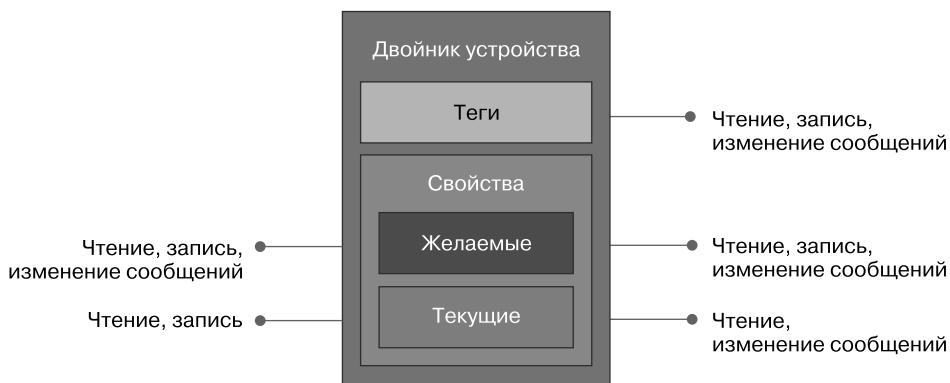 Двойник устройства
Теги
Чтение, запись,
изменение сообщений
Свойства
Желаемые
Чтение, запись,
изменение сообщений
Чтение, запись,
изменение сообщений
Текущие
Чтение, запись
Чтение,
изменение сообщений